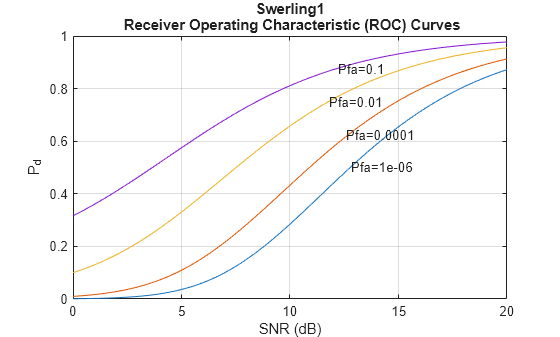 Swerling1
Receiver Operating Characteristic (ROC) Curves
1
0.8
0.6
0.4
0.2
0
P_d
Pfa=0.1
Pfa=0.01
Pfa=0.0001
Pfa=1e-06
0 5 10 15 20
SNR (dB)